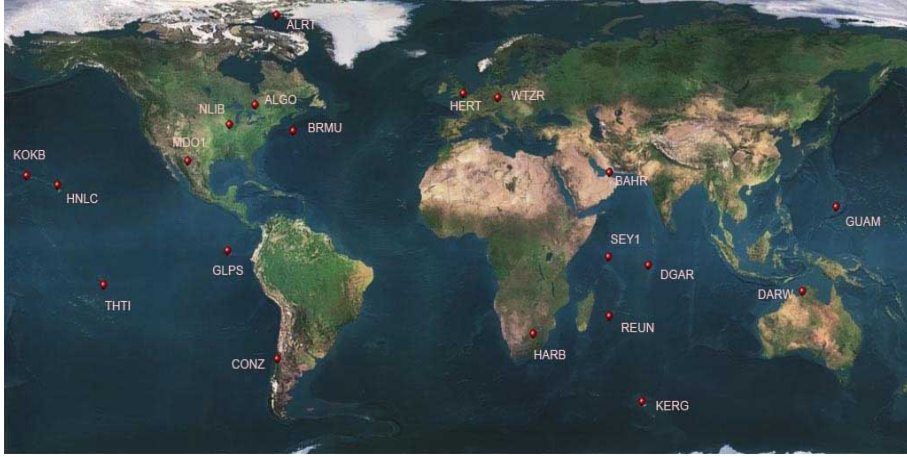 ALRT
ALGO
HERT
WTZR
NLIB
BRMU
MDO1
KOKB
BAHR
HNLC
GUAM
SEY1
GLPS
DGAR
THTI
DARW
REUN
HARB
CONZ
KERG